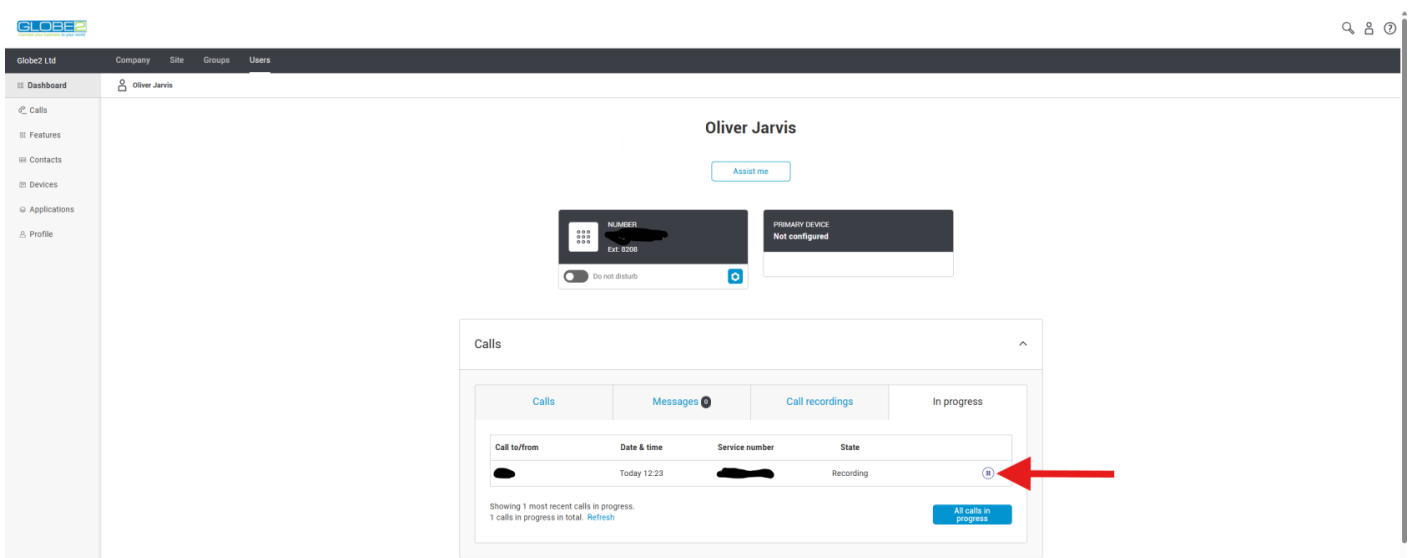 GLOBE2
Globe2 Ltd Company Site Groups Users
Dashboard
Oliver Jarvis
Calls
Features
Contacts
Devices
Applications
Profile
Oliver Jarvis
Assist me
NUMBER
Ext: 8208
Do not disturb
PRIMARY DEVICE
Not configured
Calls
Calls Messages 0 Call recordings In progress
Call to/from Date & time Service number State
Today 12:23 Recording
Showing 1 most recent calls in progress.
1 calls in progress in total. Refresh
All calls in
progress